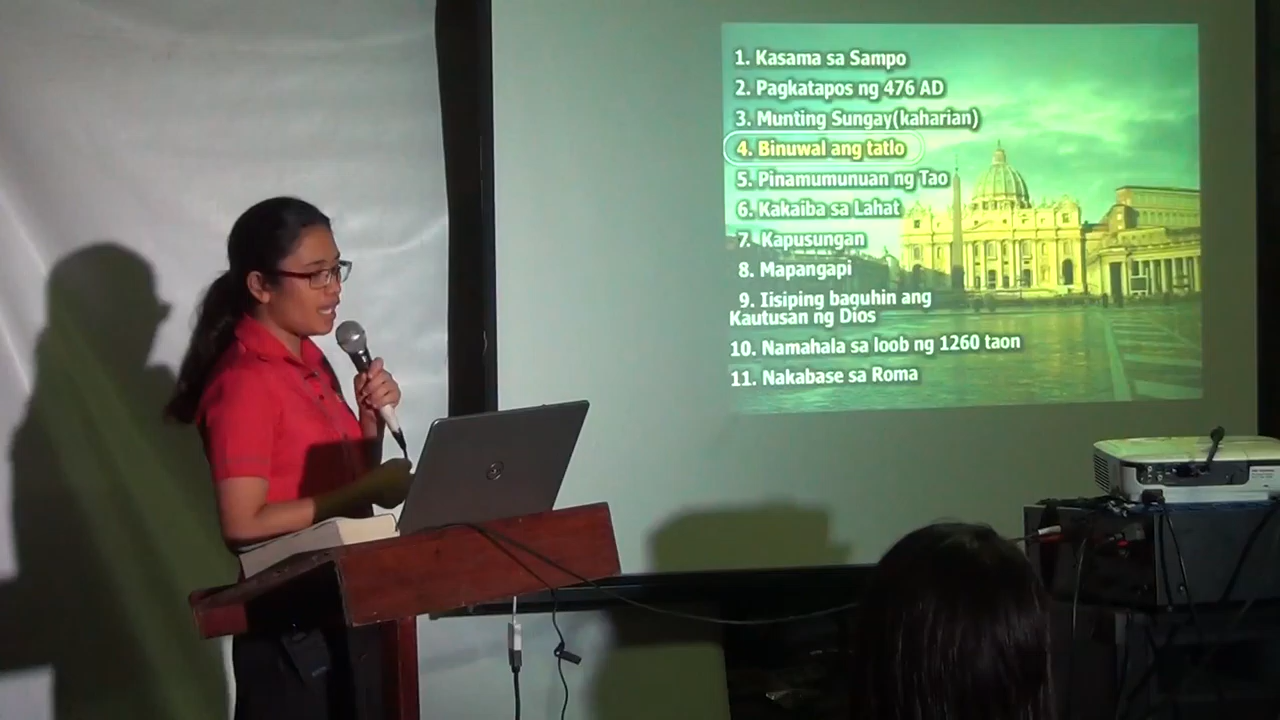 1. Kasama sa Sampo
2. Pagkatapos ng 476 AD
3. Munting Sungay(kaharian)
4. Binuwal ang tatlo
5. Pinamumunuan ng Tao
6. Kakaiba sa Lahat
7. Kapusungan
8. Mapangapi
9. Iisiping baguhin ang
Kautusan ng Dios
10. Namahala sa loob ng 1260 taon
11. Nakabase sa Roma